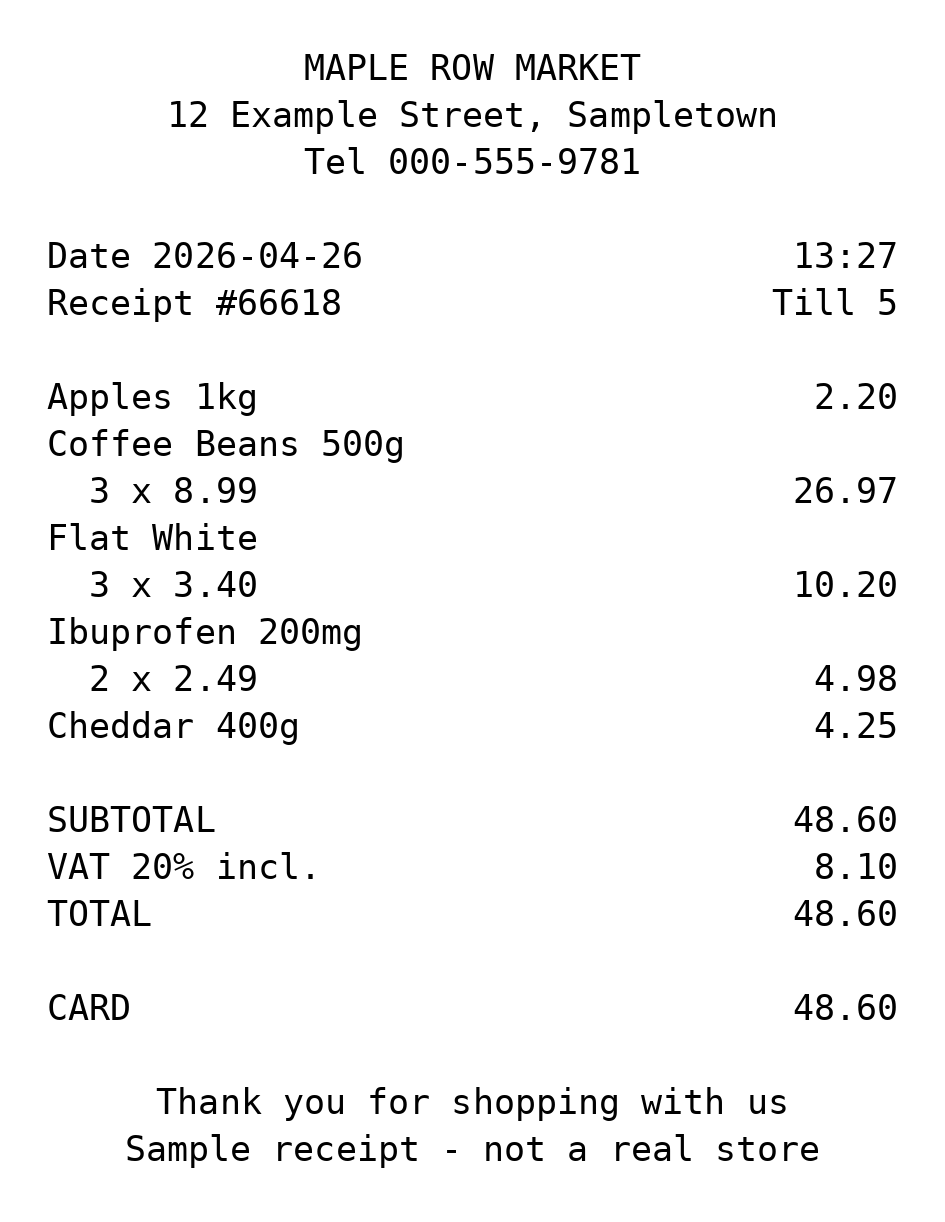 MAPLE ROW MARKET
12 Example Street, Sampletown
Tel 000-555-9781
Date 2026-04-26 13:27
Receipt #66618 Till 5
Apples 1kg 2.20
Coffee Beans 500g
3 x 8.99 26.97
Flat White
3 x 3.40 10.20
Ibuprofen 200mg
2 x 2.49 4.98
Cheddar 400g 4.25
SUBTOTAL 48.60
VAT 20% incl. 8.10
TOTAL 48.60
CARD 48.60
Thank you for shopping with us
Sample receipt - not a real store